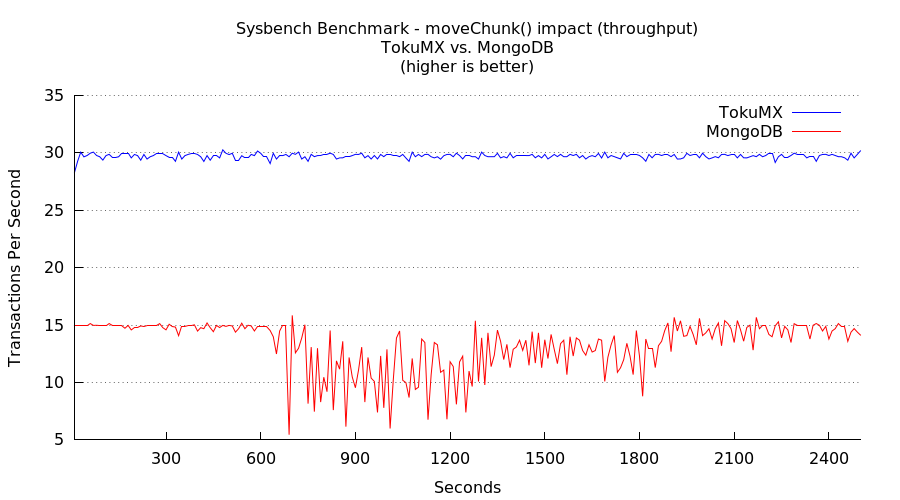 Sysbench Benchmark - moveChunk() impact (throughput)
TokuMX vs. MongoDB
(higher is better)
35
30
25
20
15
10
5
Transactions Per Second
TokuMX
MongoDB
300 600 900 1200 1500 1800 2100 2400
Seconds